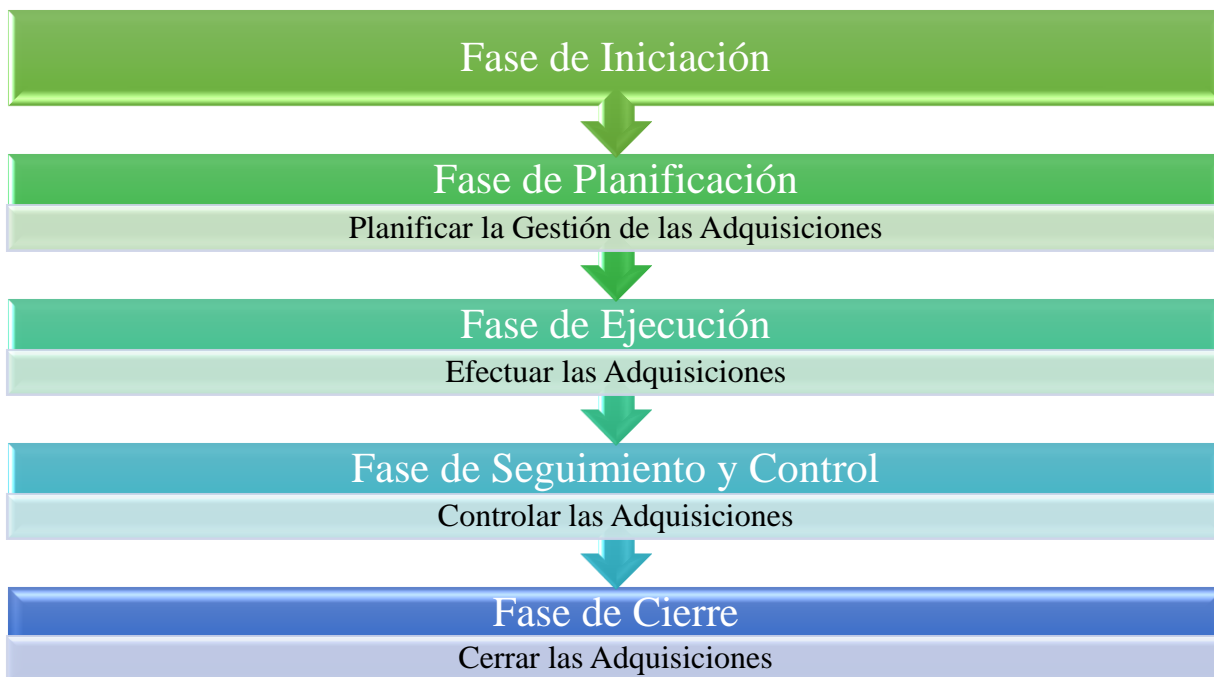 Fase de Iniciación
Fase de Planificación
Planificar la Gestión de las Adquisiciones
Fase de Ejecución
Efectuar las Adquisiciones
Fase de Seguimiento y Control
Controlar las Adquisiciones
Fase de Cierre
Cerrar las Adquisiciones